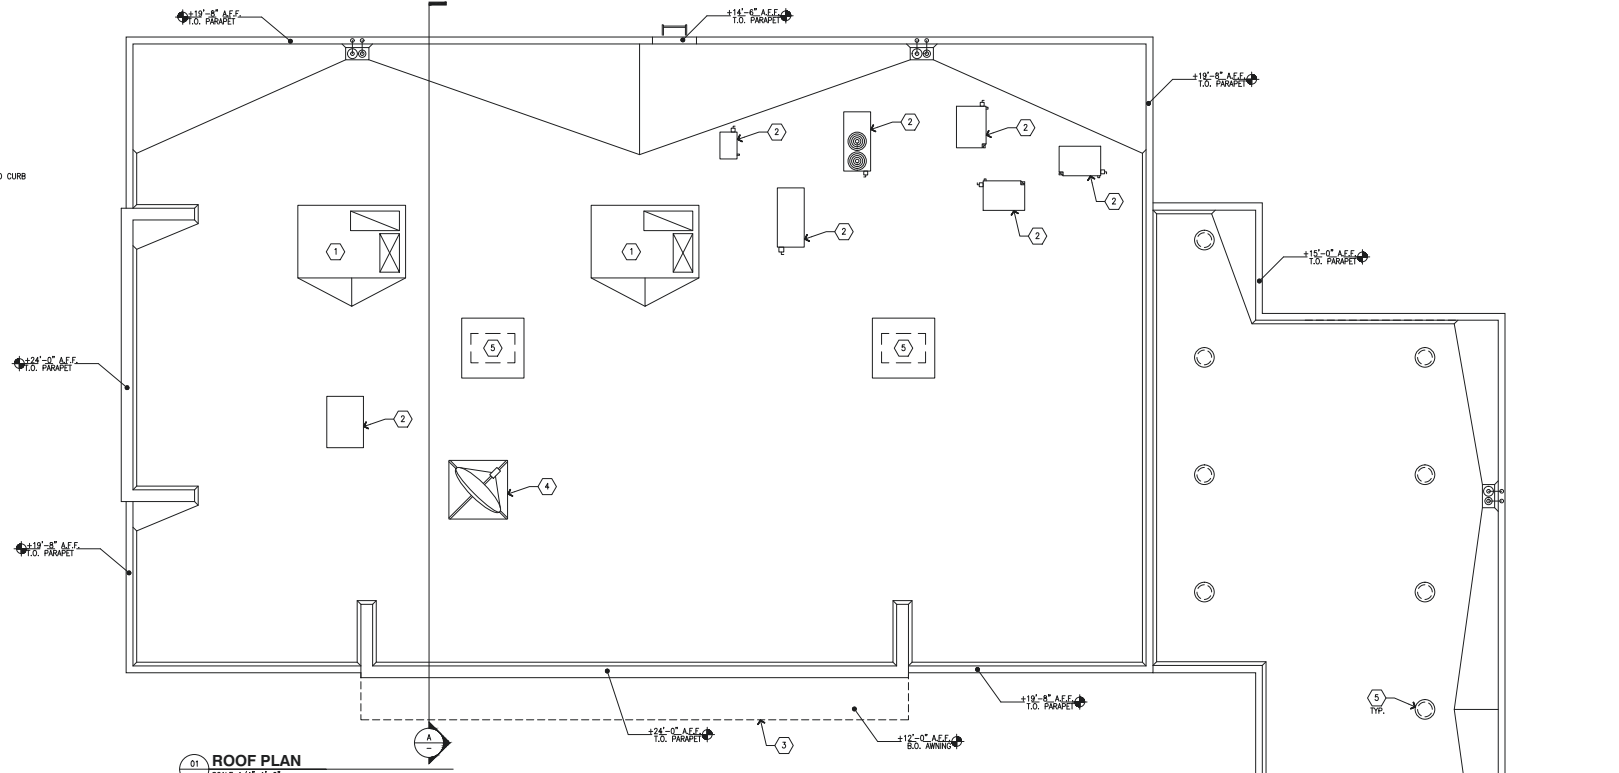 +19'-8" A.F.F.
T.O. PARAPET
+14'-6" A.F.F.
T.O. PARAPET
+19'-8" A.F.F.
T.O. PARAPET
2
2
2
2
2
2
CURB
1
1
+15'-0" A.F.F.
T.O. PARAPET
5
5
+24'-0" A.F.F.
T.O. PARAPET
2
4
+19'-8" A.F.F.
T.O. PARAPET
+19'-8" A.F.F.
T.O. PARAPET
5
TYP.
+24'-0" A.F.F.
T.O. PARAPET
3
+12'-0" A.F.F.
B.O. AWNING
A
-
01
ROOF PLAN